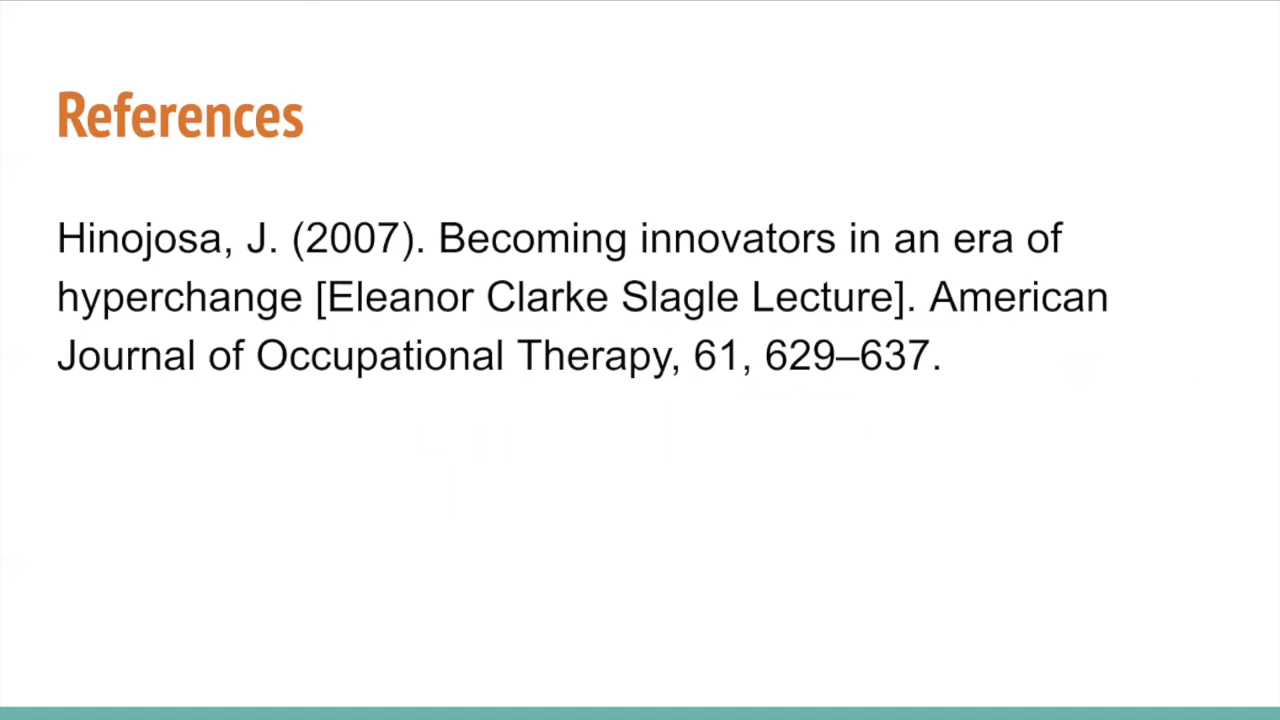 References
Hinojosa, J. (2007). Becoming innovators in an era of
hyperchange [Eleanor Clarke Slagle Lecture]. American
Journal of Occupational Therapy, 61, 629–637.